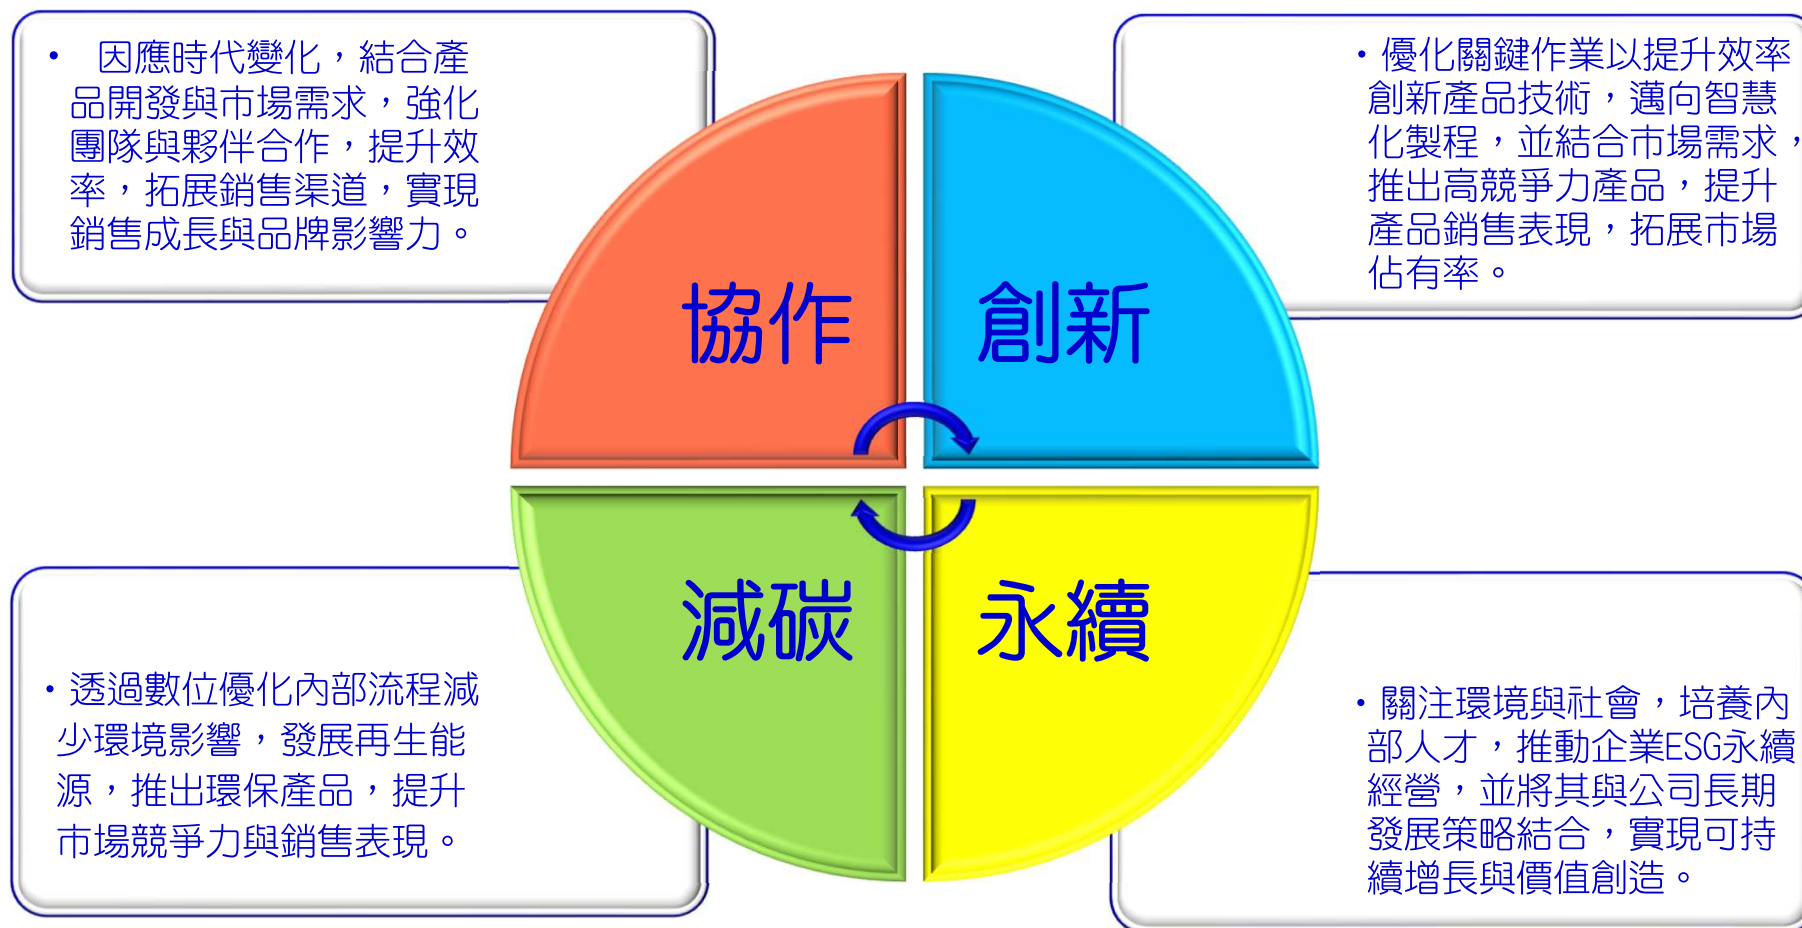 • 因應時代變化，結合產
品開發與市場需求，強化
團隊與夥伴合作，提升效
率，拓展銷售渠道，實現
銷售成長與品牌影響力。
• 優化關鍵作業以提升效率
創新產品技術，邁向智慧
化製程，並結合市場需求，
推出高競爭力產品，提升
產品銷售表現，拓展市場
佔有率。
協作
創新
減碳
永續
• 透過數位優化內部流程減
少環境影響，發展再生能
源，推出環保產品，提升
市場競爭力與銷售表現。
• 關注環境與社會，培養內
部人才，推動企業ESG永續
經營，並將其與公司長期
發展策略結合，實現可持
續增長與價值創造。